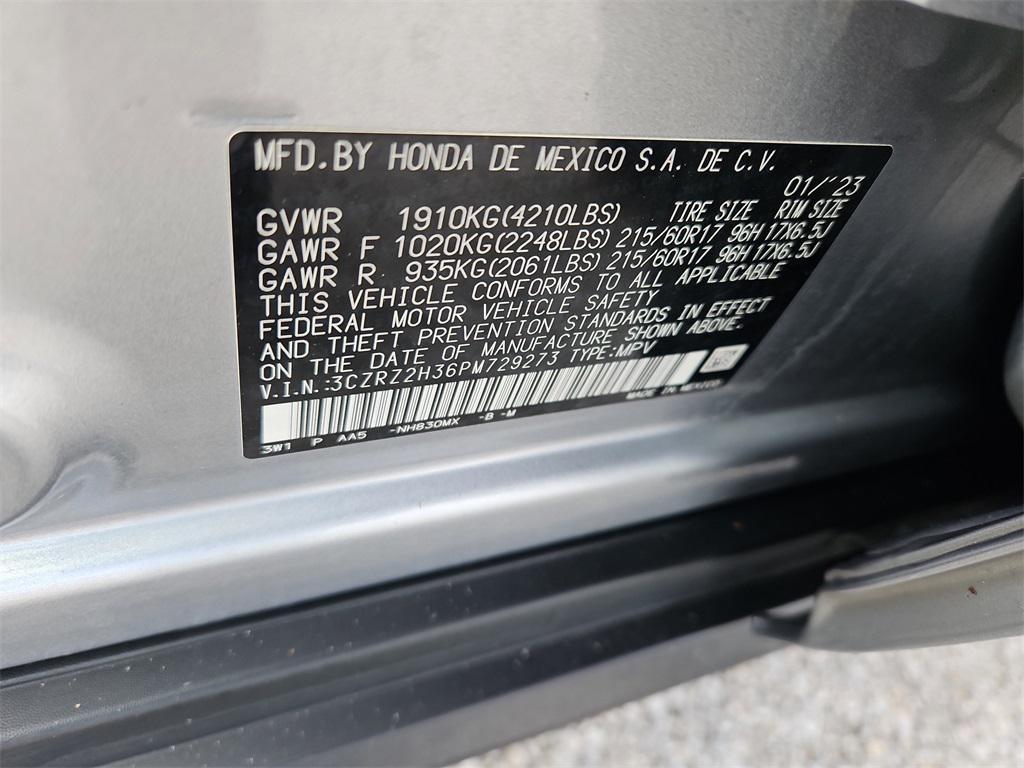 MFD.BY HONDA DE MEXICO S.A. DE C.V.
01/'23
GVWR 1910KG(4210LBS) TIRE SIZE RIM SIZE
GAWR F 1020KG(2248LBS) 215/60R17 96H 17X6.5J
GAWR R 935KG(2061LBS) 215/60R17 96H 17X6.5J
THIS VEHICLE CONFORMS TO ALL APPLICABLE
FEDERAL MOTOR VEHICLE SAFETY
AND THEFT PREVENTION STANDARDS IN EFFECT
ON THE DATE OF MANUFACTURE SHOWN ABOVE.
V.I.N.:3CZRZ2H36PM729273 TYPE:MPV
3W1 P AA5 -NH830MX -B -M MADE IN MEXICO